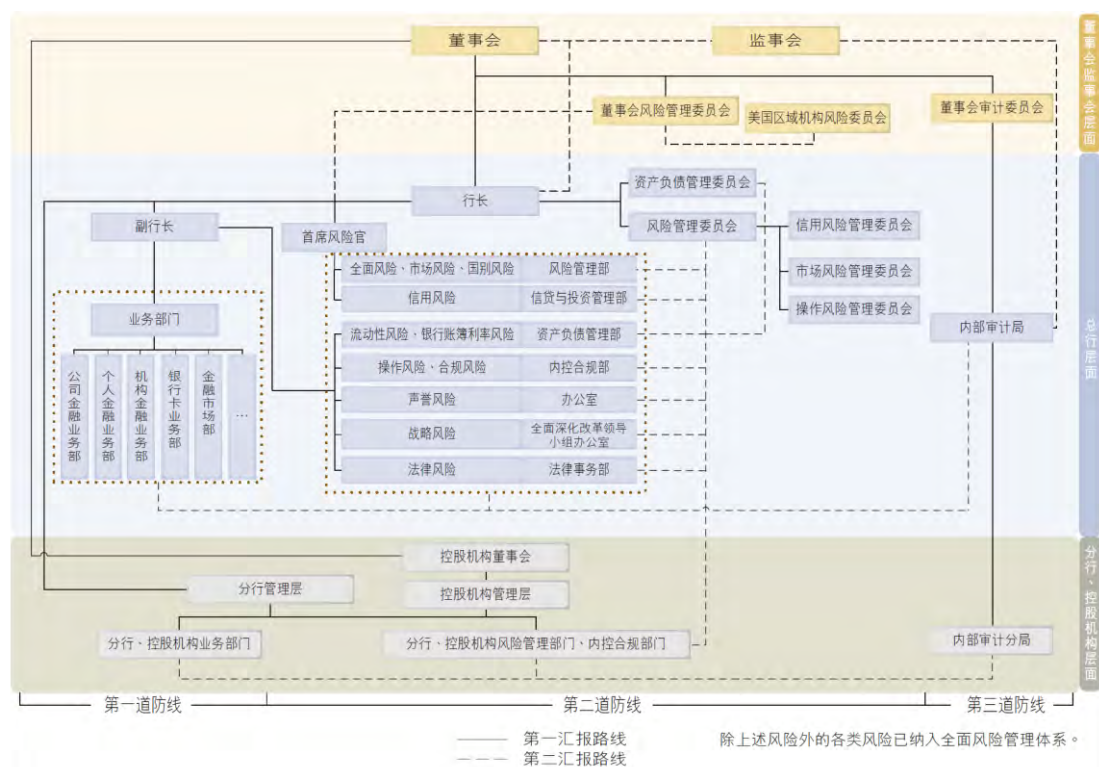 董事会
监事会
董事会监事会层面
董事会风险管理委员会
美国区域机构风险委员会
董事会审计委员会
行长
资产负债管理委员会
副行长
首席风险官
风险管理委员会
信用风险管理委员会
全面风险、市场风险、国别风险
风险管理部
市场风险管理委员会
信用风险
信贷与投资管理部
操作风险管理委员会
业务部门
流动性风险、银行账簿利率风险
资产负债管理部
内部审计局
总行层面
公司金融业务部
个人金融业务部
机构金融业务部
银行卡业务部
金融市场部
…
操作风险、合规风险
内控合规部
声誉风险
办公室
战略风险
全面深化改革领导
小组办公室
法律风险
法律事务部
控股机构董事会
分行管理层
控股机构管理层
分行、控股机构业务部门
分行、控股机构风险管理部门、内控合规部门
内部审计分局
分行、控股机构层面
第一道防线
第二道防线
第三道防线
第一汇报路线
除上述风险外的各类风险已纳入全面风险管理体系。
第二汇报路线